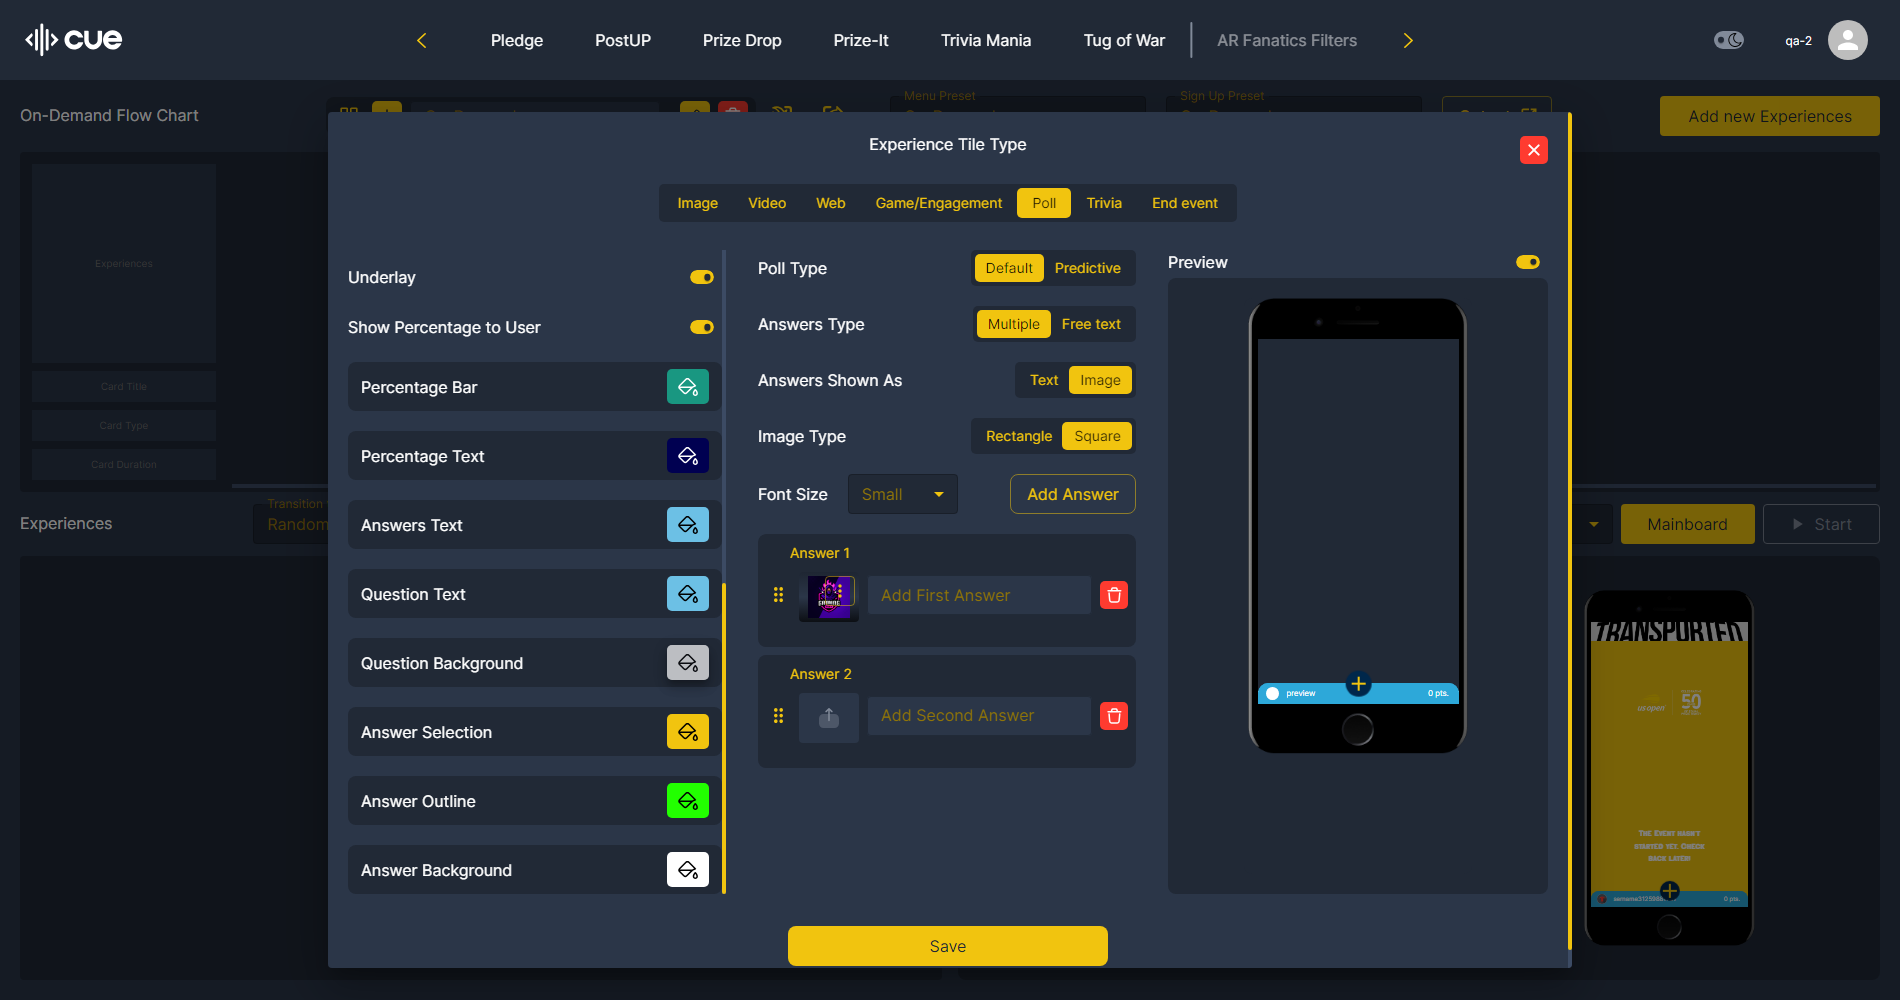 cue
Pledge
PostUP
Prize Drop
Prize-It
Trivia Mania
Tug of War
AR Fanatics Filters
qa-2
On-Demand Flow Chart
Menu Preset
Sign Up Preset
Add new Experiences
Experience Tile Type
Image
Video
Web
Game/Engagement
Poll
Trivia
End event
Experiences
Card Title
Card Type
Card Duration
Underlay
Show Percentage to User
Percentage Bar
Percentage Text
Answers Text
Question Text
Question Background
Answer Selection
Answer Outline
Answer Background
Poll Type
Default
Predictive
Answers Type
Multiple
Free text
Answers Shown As
Text
Image
Image Type
Rectangle
Square
Font Size
Small
Add Answer
Answer 1
Add First Answer
Answer 2
Add Second Answer
Preview
preview
0 pts.
Experiences
Transition
Random
Mainboard
Start
TRANSPORTED
us open
50
The Event hasn't
started yet. Check
back later!
0 pts.
Save